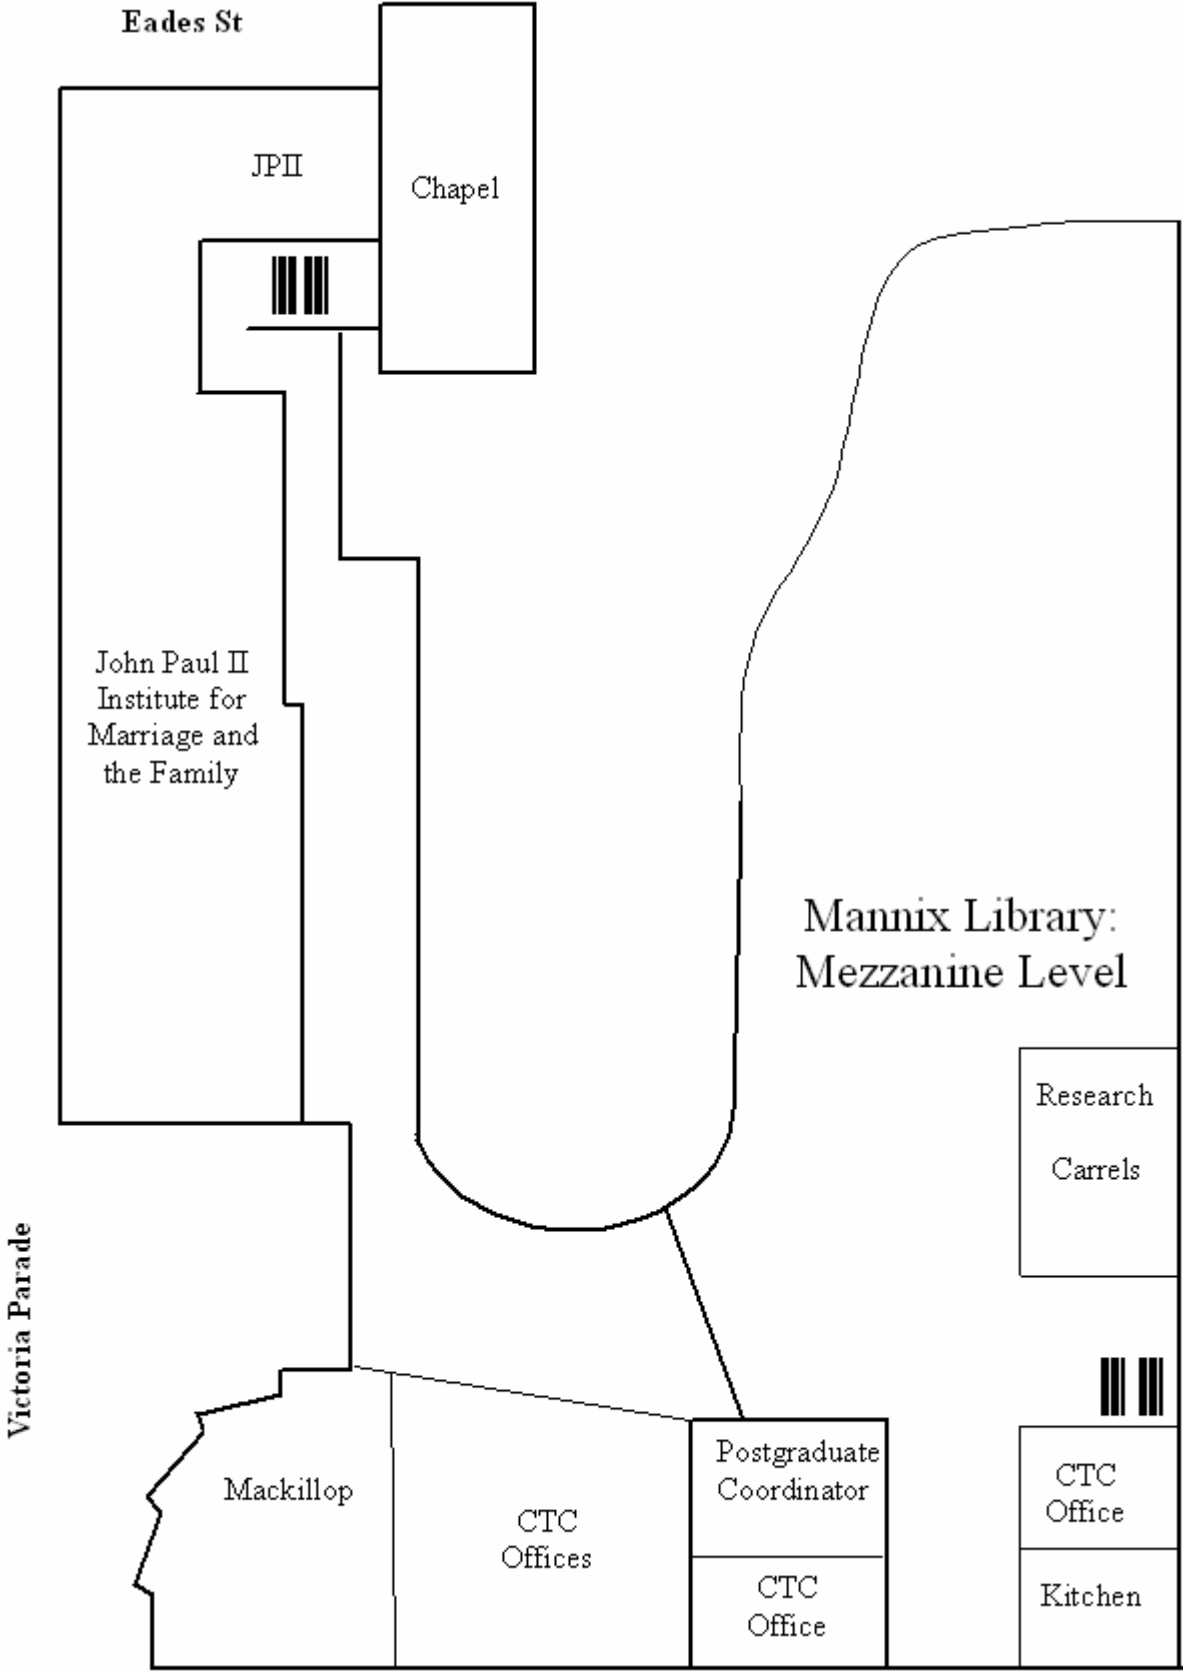 Eades St
JPII
Chapel
John Paul II
Institute for
Marriage and
the Family
Mannix Library:
Mezzanine Level
Research
Carrels
Victoria Parade
Mackillop
CTC
Offices
Postgraduate
Coordinator
CTC
Office
CTC
Office
Kitchen